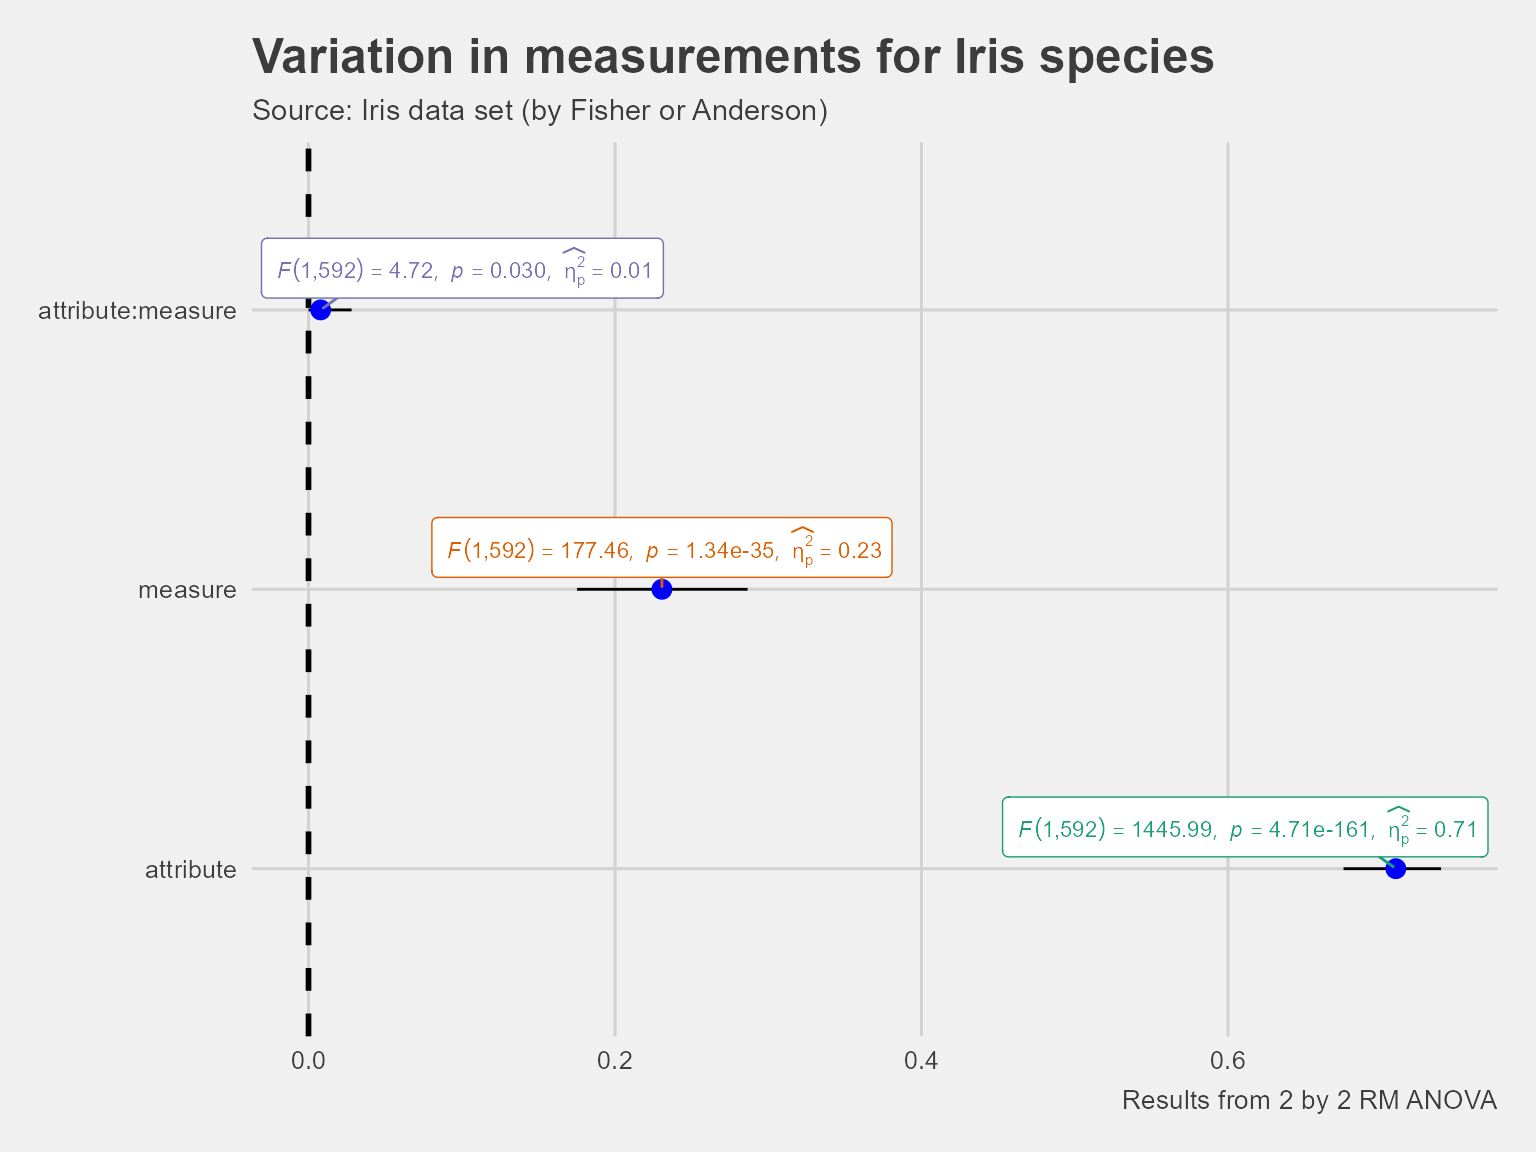 Variation in measurements for Iris species
Source: Iris data set (by Fisher or Anderson)
F(1,592) = 4.72, p = 0.030, η̂²ₚ = 0.01
attribute:measure
F(1,592) = 177.46, p = 1.34e-35, η̂²ₚ = 0.23
measure
F(1,592) = 1445.99, p = 4.71e-161, η̂²ₚ = 0.71
attribute
0.0 0.2 0.4 0.6
Results from 2 by 2 RM ANOVA